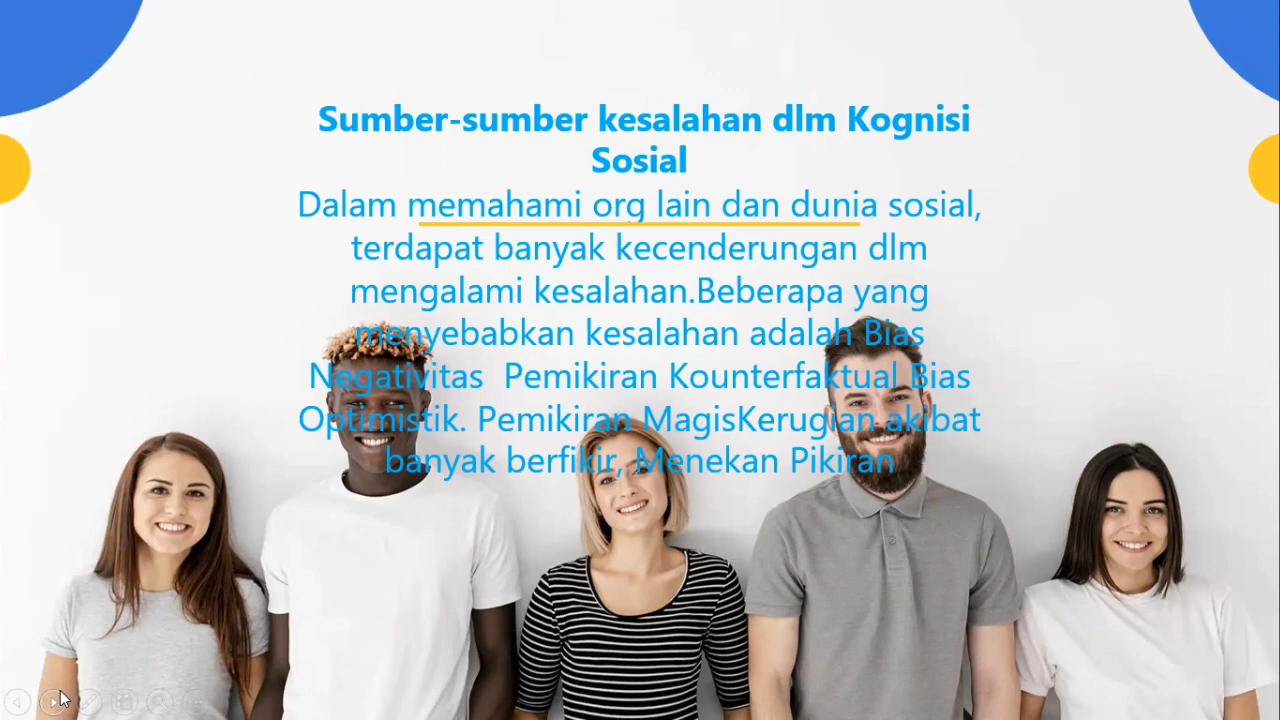 Sumber-sumber kesalahan dlm Kognisi
Sosial
Dalam memahami org lain dan dunia sosial,
terdapat banyak kecenderungan dlm
mengalami kesalahan.Beberapa yang
menyebabkan kesalahan adalah Bias
Negativitas  Pemikiran Kounterfaktual Bias
Optimistik. Pemikiran MagisKerugian akibat
banyak berfikir, Menekan Pikiran